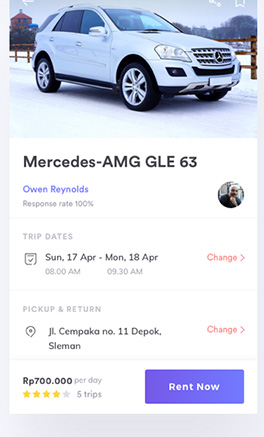 Mercedes-AMG GLE 63
Owen Reynolds
Response rate 100%
TRIP DATES
Sun, 17 Apr - Mon, 18 Apr
Change
08.00 AM 09.30 AM
PICKUP & RETURN
Jl. Cempaka no. 11 Depok,
Change
Sleman
Rp700.000 per day
5 trips
Rent Now